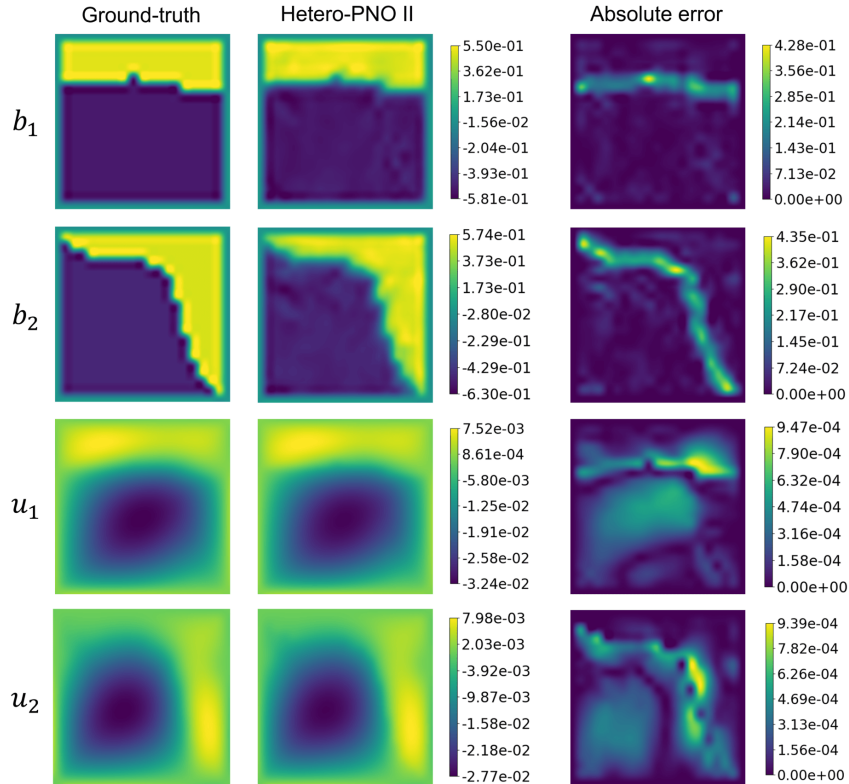 Ground-truth Hetero-PNO II Absolute error
b₁
5.50e-01
3.62e-01
1.73e-01
-1.56e-02
-2.04e-01
-3.93e-01
-5.81e-01
4.28e-01
3.56e-01
2.85e-01
2.14e-01
1.43e-01
7.13e-02
0.00e+00
b₂
5.74e-01
3.73e-01
1.73e-01
-2.80e-02
-2.29e-01
-4.29e-01
-6.30e-01
4.35e-01
3.62e-01
2.90e-01
2.17e-01
1.45e-01
7.24e-02
0.00e+00
u₁
7.52e-03
8.61e-04
-5.80e-03
-1.25e-02
-1.91e-02
-2.58e-02
-3.24e-02
9.47e-04
7.90e-04
6.32e-04
4.74e-04
3.16e-04
1.58e-04
0.00e+00
u₂
7.98e-03
2.03e-03
-3.92e-03
-9.87e-03
-1.58e-02
-2.18e-02
-2.77e-02
9.39e-04
7.82e-04
6.26e-04
4.69e-04
3.13e-04
1.56e-04
0.00e+00